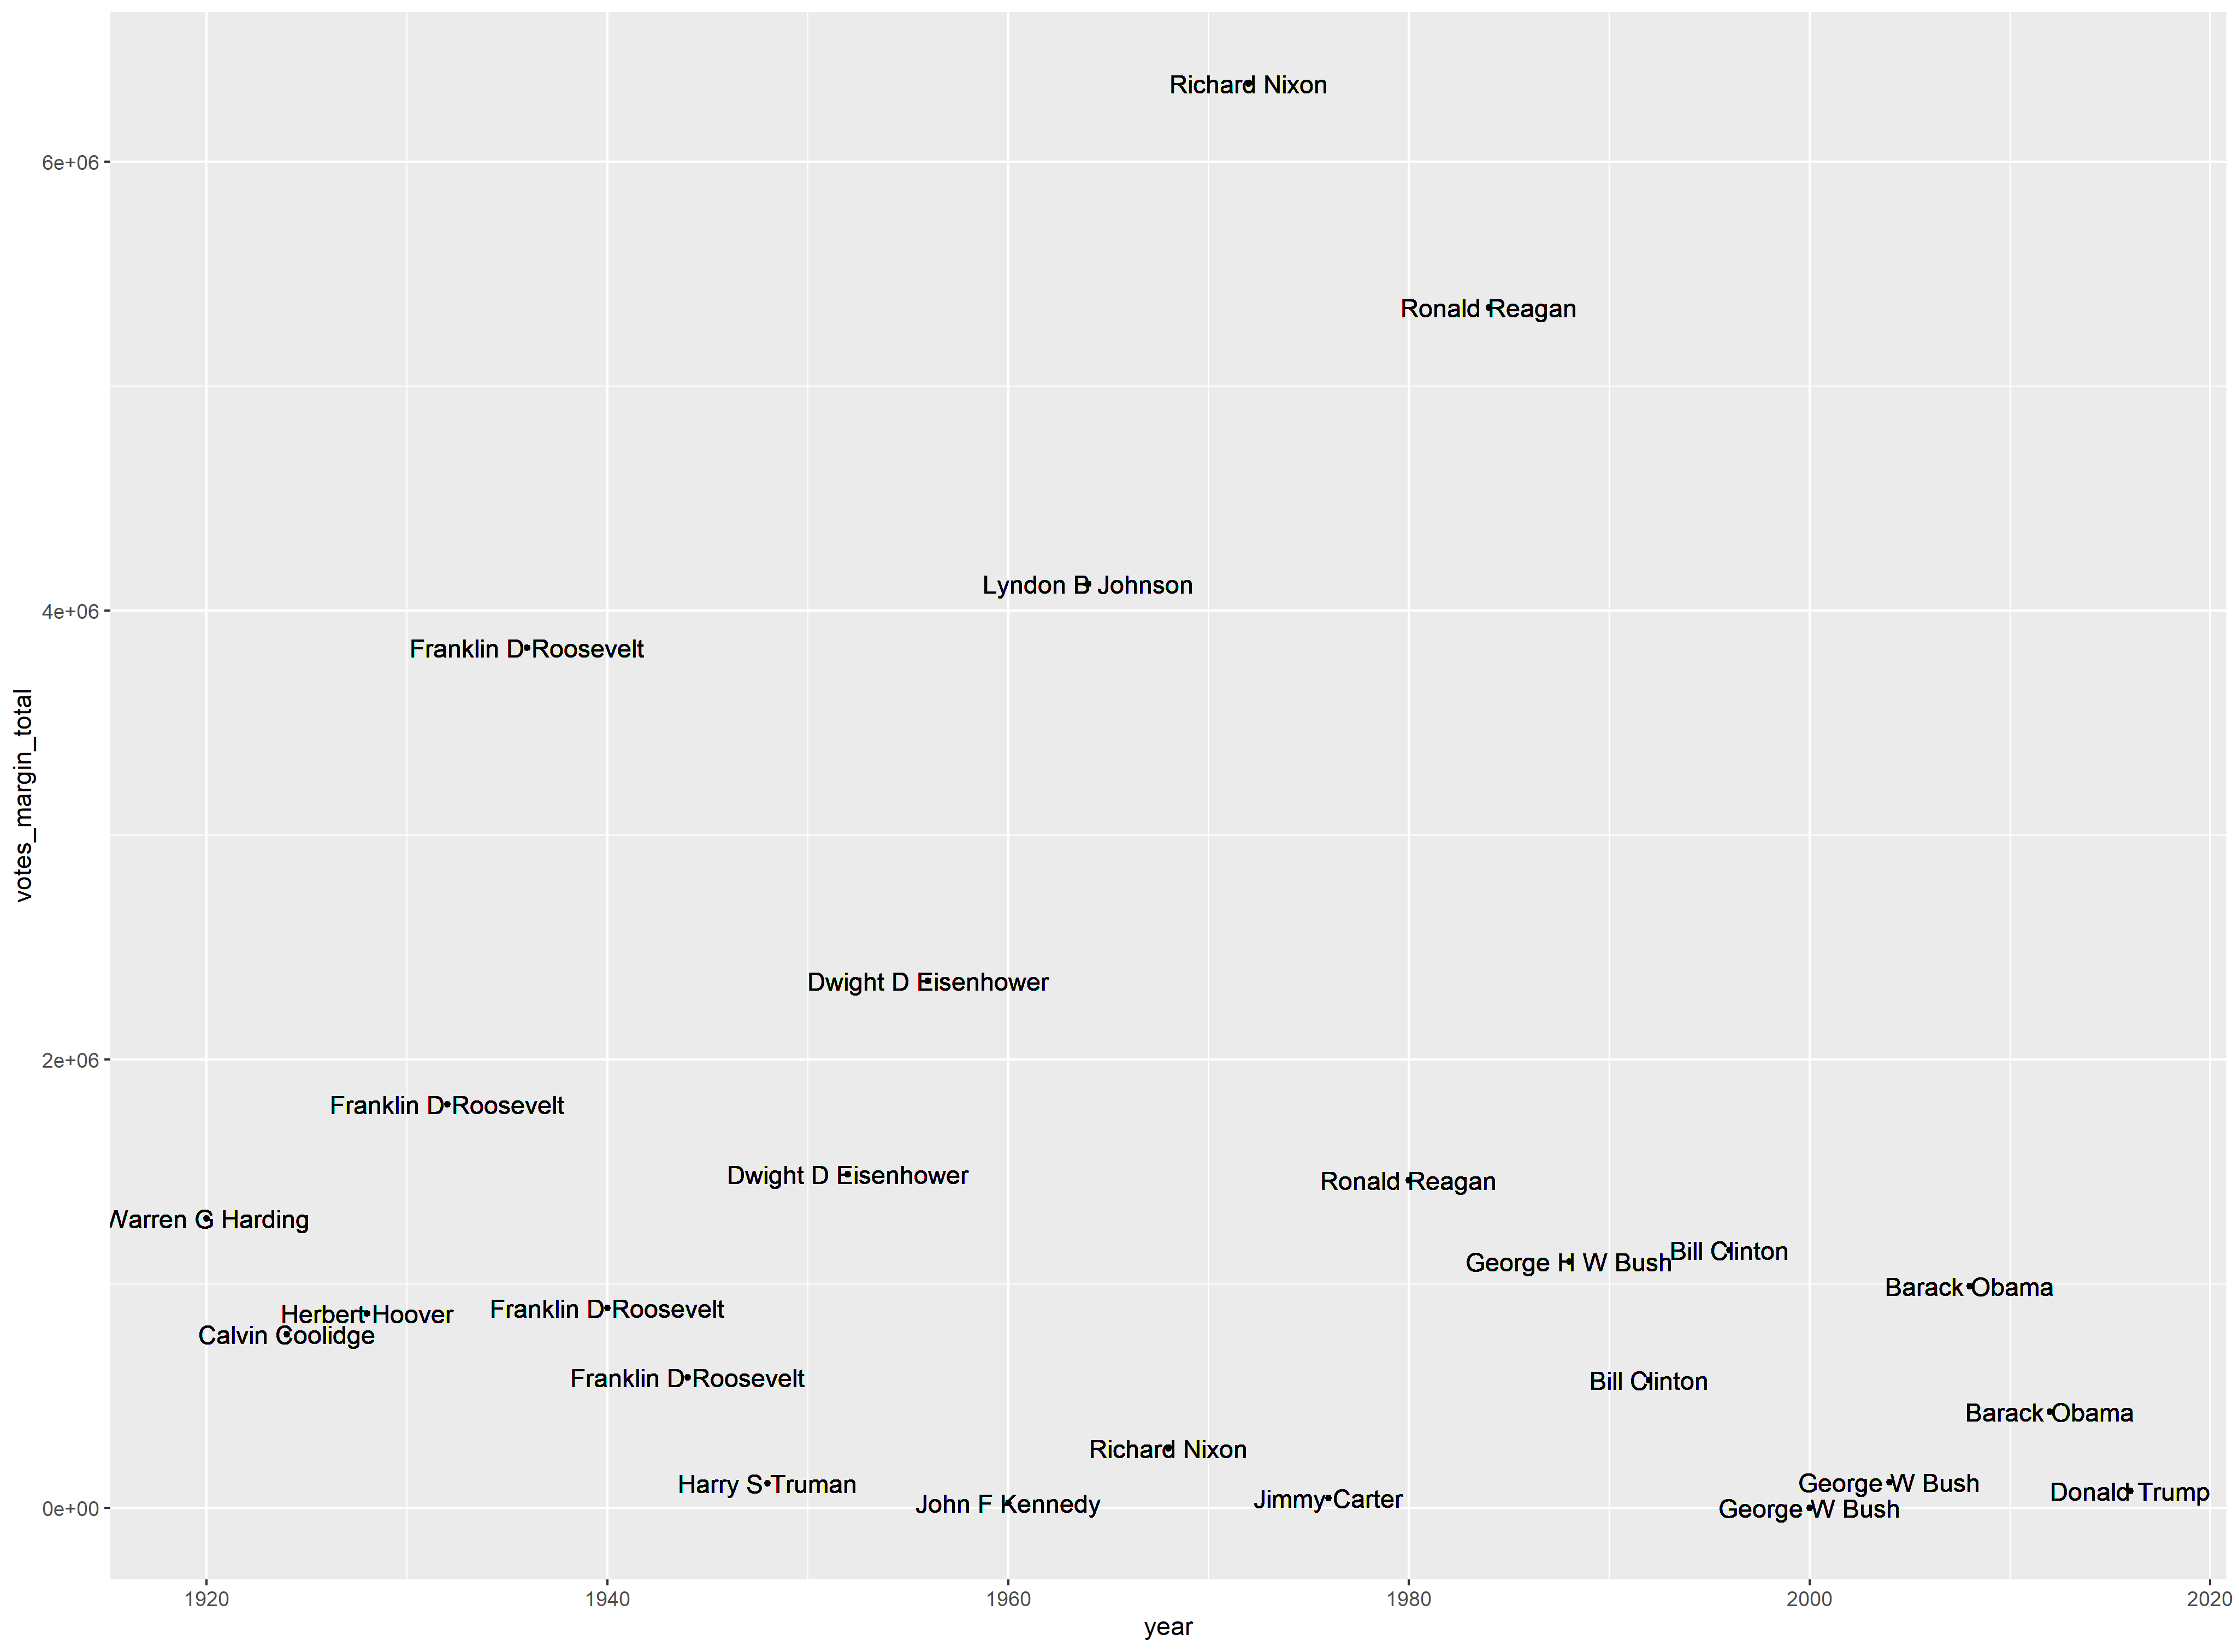 Richard Nixon
6e+06
Ronald Reagan
Lyndon B Johnson
4e+06
Franklin D Roosevelt
votes_margin_total
Dwight D Eisenhower
2e+06
Franklin D Roosevelt
Dwight D Eisenhower
Ronald Reagan
Warren G Harding
Bill Clinton
George H W Bush
Barack Obama
Franklin D Roosevelt
Herbert Hoover
Calvin Coolidge
Franklin D Roosevelt
Bill Clinton
Barack Obama
Richard Nixon
George W Bush
Harry S Truman
Donald Trump
Jimmy Carter
John F Kennedy
George W Bush
0e+00
1920 1940 1960 1980 2000 2020
year